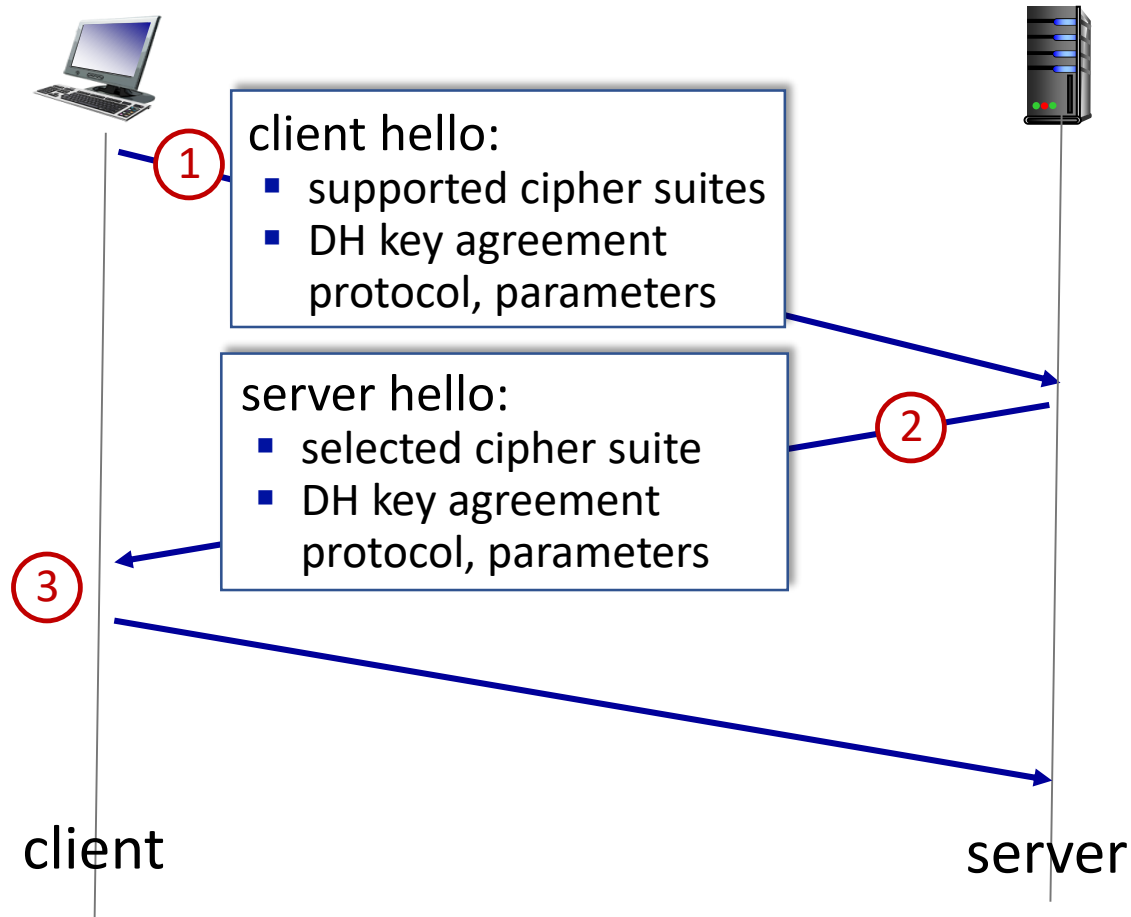 1
client hello:
▪ supported cipher suites
▪ DH key agreement
protocol, parameters
server hello:
▪ selected cipher suite
▪ DH key agreement
protocol, parameters
2
3
client
server